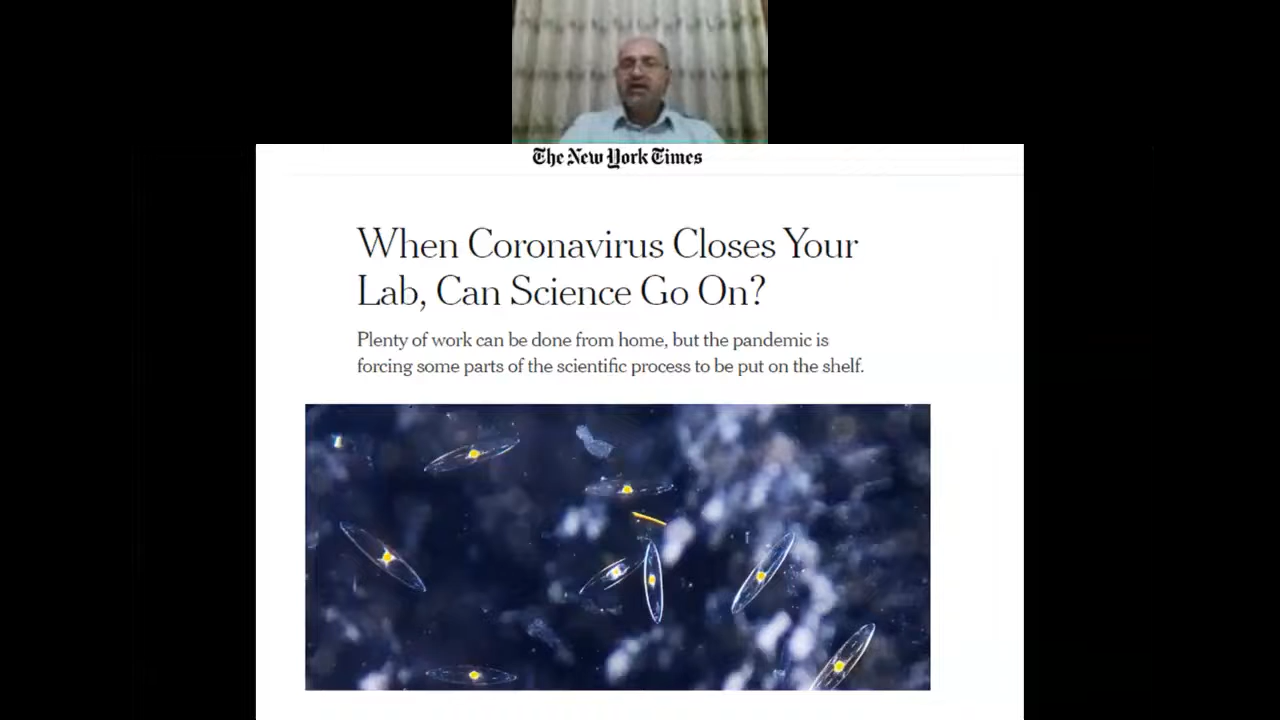 The New York Times
When Coronavirus Closes Your
Lab, Can Science Go On?
Plenty of work can be done from home, but the pandemic is
forcing some parts of the scientific process to be put on the shelf.